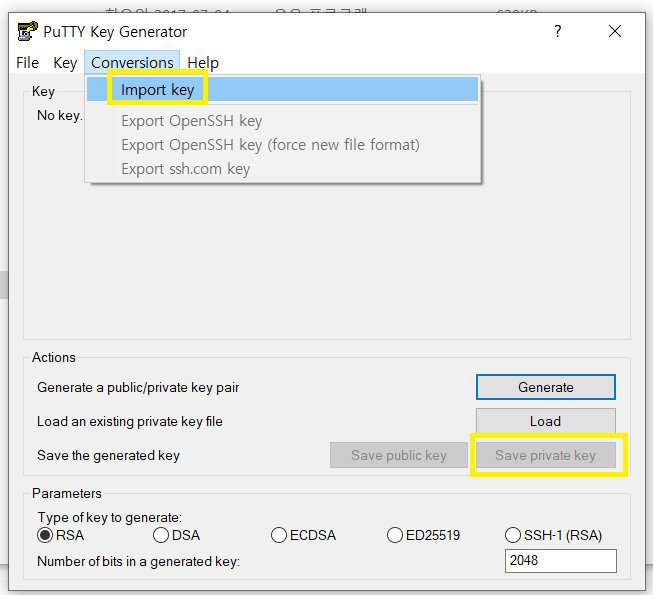 PuTTY Key Generator ?
File Key Conversions Help
Import key
Export OpenSSH key
Export OpenSSH key (force new file format)
Export ssh.com key
Key
No key.
Actions
Generate a public/private key pair Generate
Load an existing private key file Load
Save the generated key Save public key Save private key
Parameters
Type of key to generate:
RSA DSA ECDSA ED25519 SSH-1 (RSA)
Number of bits in a generated key: 2048